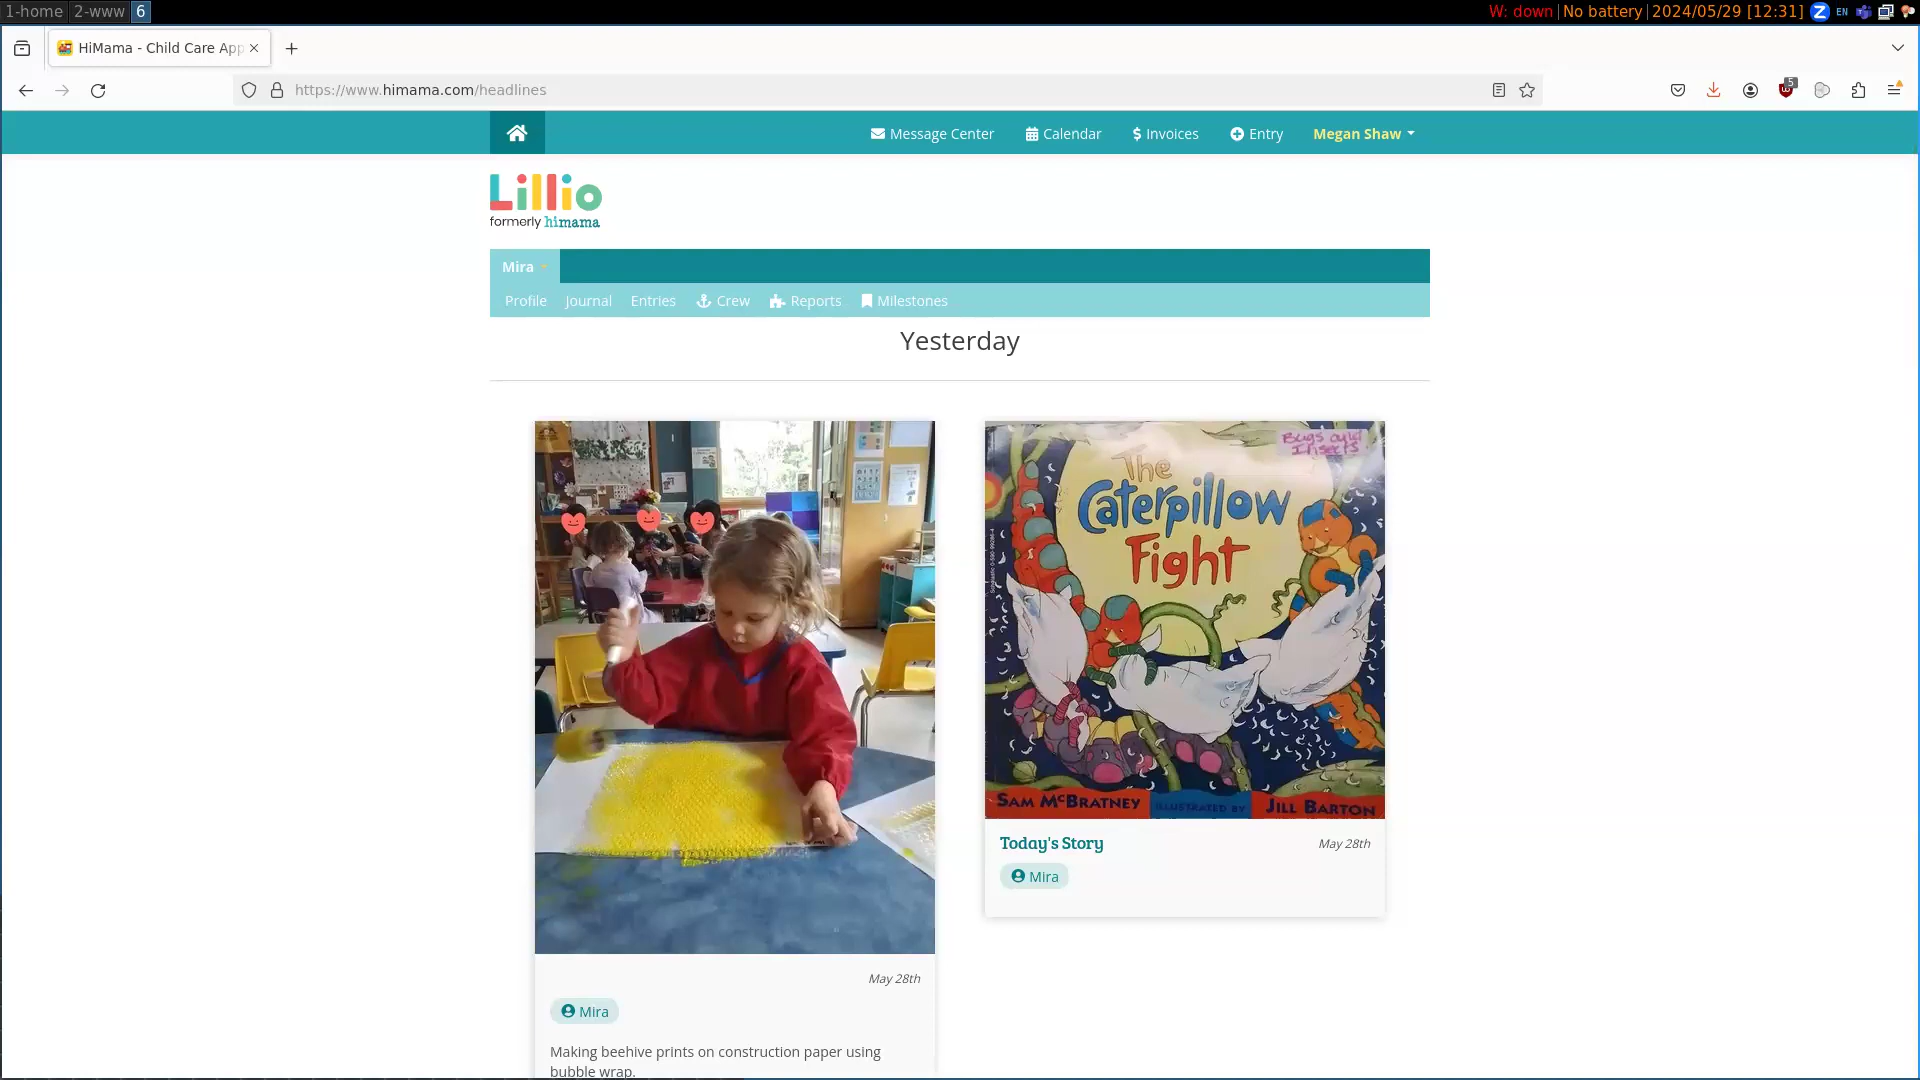 1-home 2-www 6 W: down No battery 2024/05/29 [12:31] EN
HiMama - Child Care App
https://www.himama.com/headlines
5
Message Center Calendar Invoices Entry Megan Shaw
Lillio
formerly himama
Mira
Profile Journal Entries Crew Reports Milestones
Yesterday
Bugs and
Insects
The
Caterpillow
Fight
SAM McBRATNEY ILLUSTRATED BY JILL BARTON
Today's Story May 28th
Mira
May 28th
Mira
Making beehive prints on construction paper using
bubble wrap.